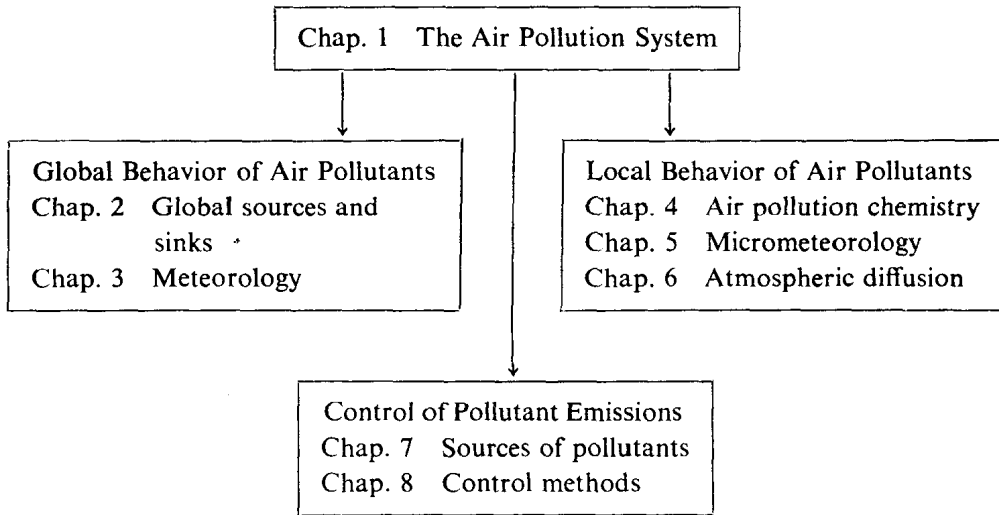 Chap. 1 The Air Pollution System
Global Behavior of Air Pollutants
Chap. 2 Global sources and
sinks
Chap. 3 Meteorology
Local Behavior of Air Pollutants
Chap. 4 Air pollution chemistry
Chap. 5 Micrometeorology
Chap. 6 Atmospheric diffusion
Control of Pollutant Emissions
Chap. 7 Sources of pollutants
Chap. 8 Control methods